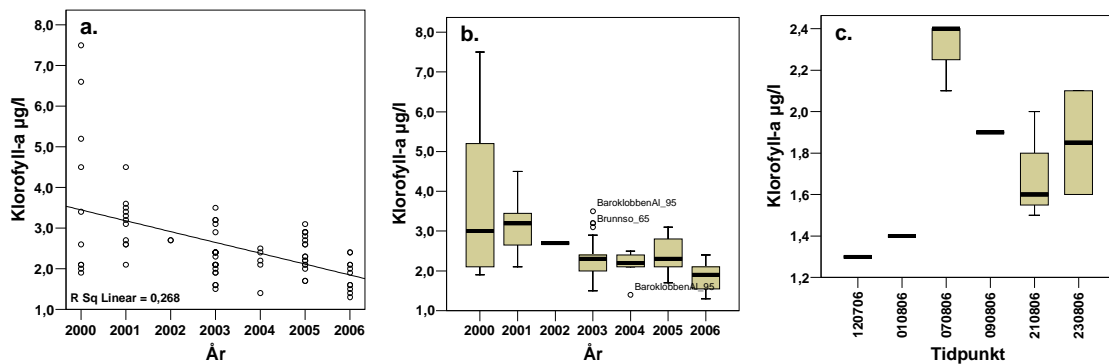 a.
Klorofyll-a µg/l
8,0
7,0
6,0
5,0
4,0
3,0
2,0
1,0
R Sq Linear = 0,268
2000 2001 2002 2003 2004 2005 2006
År
b.
Klorofyll-a µg/l
8,0
7,0
6,0
5,0
4,0
3,0
2,0
1,0
BaroklobbenAl_95
Brunnso_65
BaroklobbenAl_95
2000 2001 2002 2003 2004 2005 2006
År
c.
Klorofyll-a µg/l
2,4
2,2
2,0
1,8
1,6
1,4
1,2
120706 010806 070806 090806 210806 230806
Tidpunkt